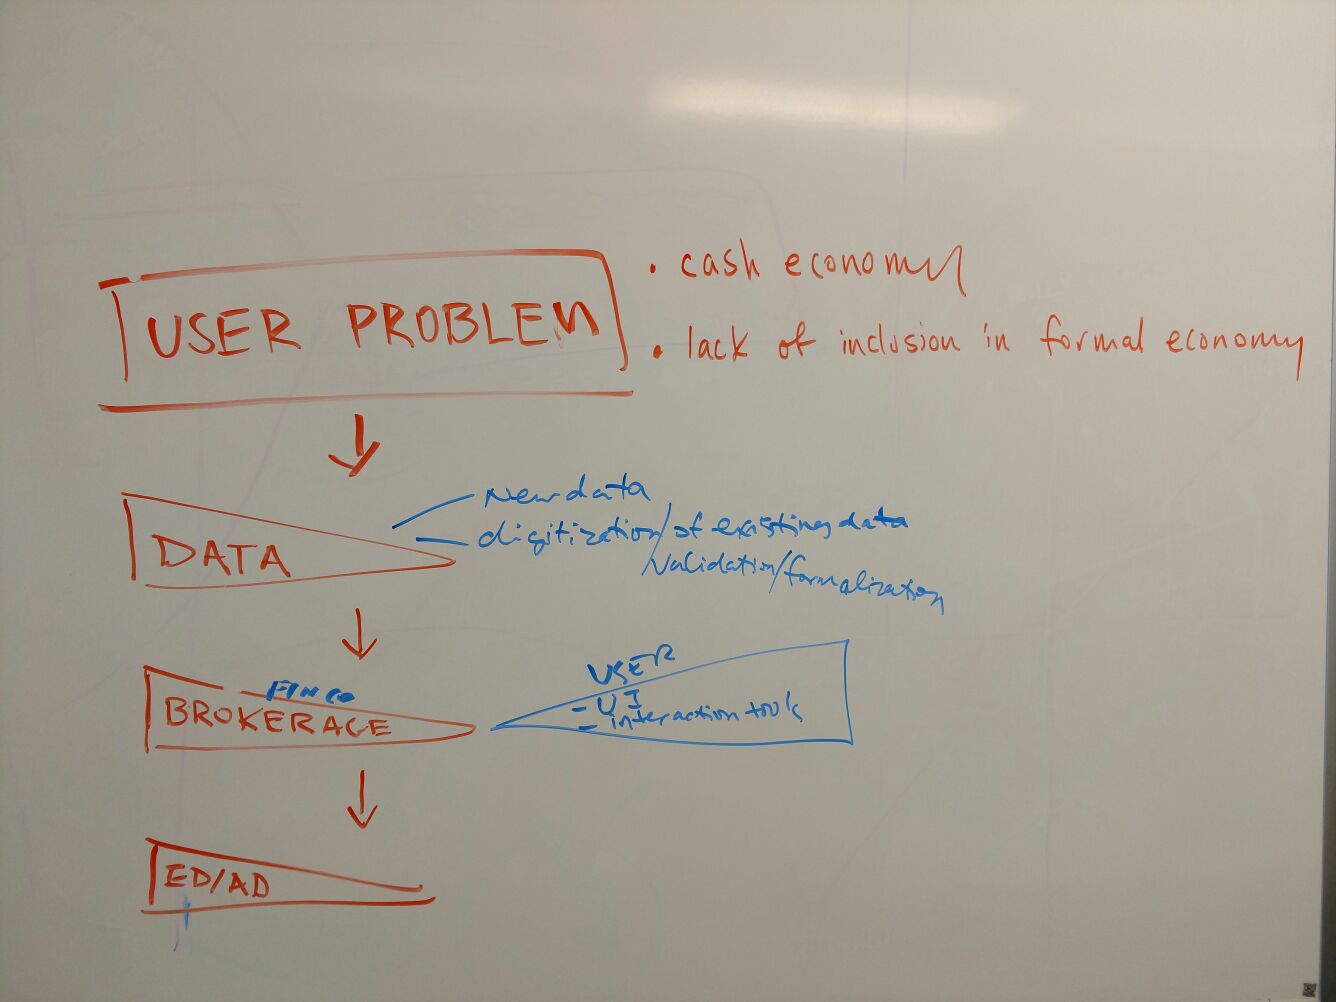 USER PROBLEM
• cash economy
• lack of inclusion in formal economy
New data
digitization/of existing data
Validation/formalization
DATA
FINCO
BROKERAGE
USER
- UI
- interaction tools
ED/AD